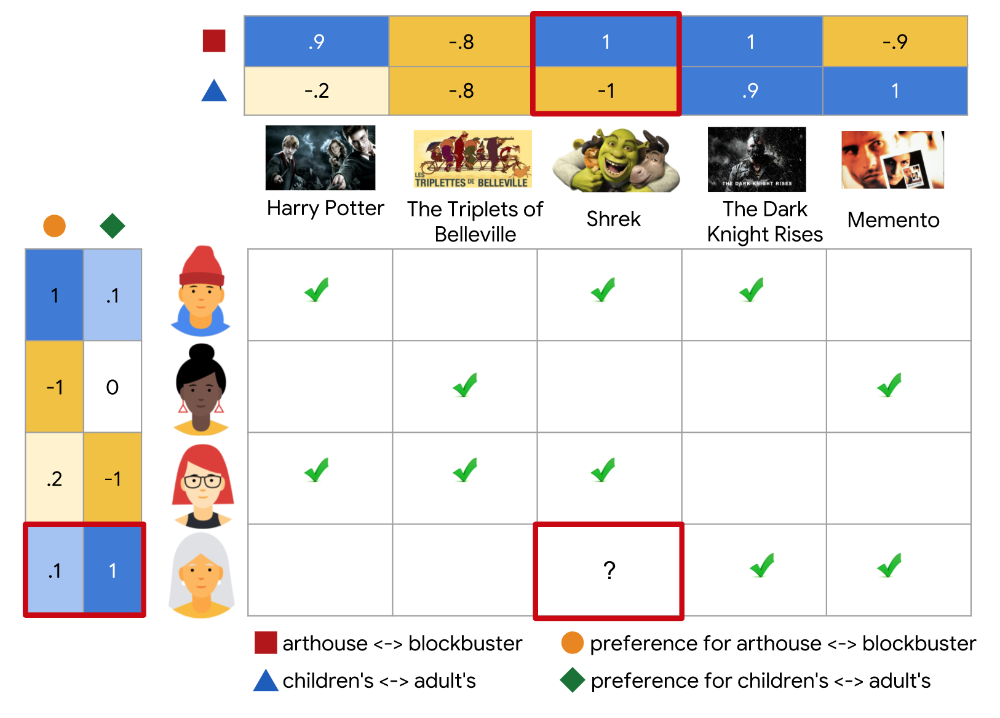 .9 -.8 1 1 -.9
-.2 -.8 -1 .9 1
LES
TRIPLETTES DE BELLEVILLE
THE DARK KNIGHT RISES
Harry Potter
The Triplets of
Belleville
Shrek
The Dark
Knight Rises
Memento
1 .1
-1 0
.2 -1
.1 1
?
arthouse <-> blockbuster
preference for arthouse <-> blockbuster
children's <-> adult's
preference for children's <-> adult's